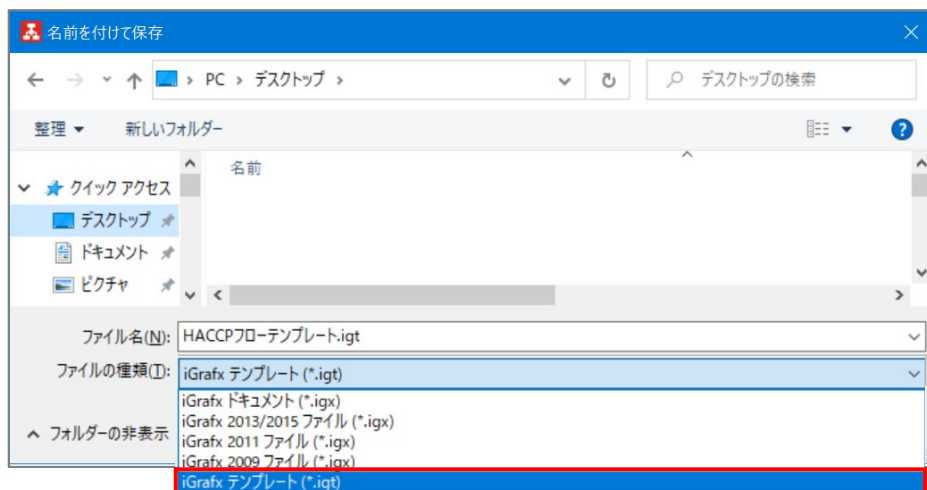 名前を付けて保存
PC › デスクトップ ›
デスクトップの検索
整理
新しいフォルダー
名前
クイック アクセス
デスクトップ
ドキュメント
ピクチャ
ファイル名(N): HACCPフローテンプレート.igt
ファイルの種類(T): iGrafx テンプレート (*.igt)
iGrafx ドキュメント (*.igx)
iGrafx 2013/2015 ファイル (*.igx)
iGrafx 2011 ファイル (*.igx)
iGrafx 2009 ファイル (*.igx)
iGrafx テンプレート (*.igt)
フォルダーの非表示